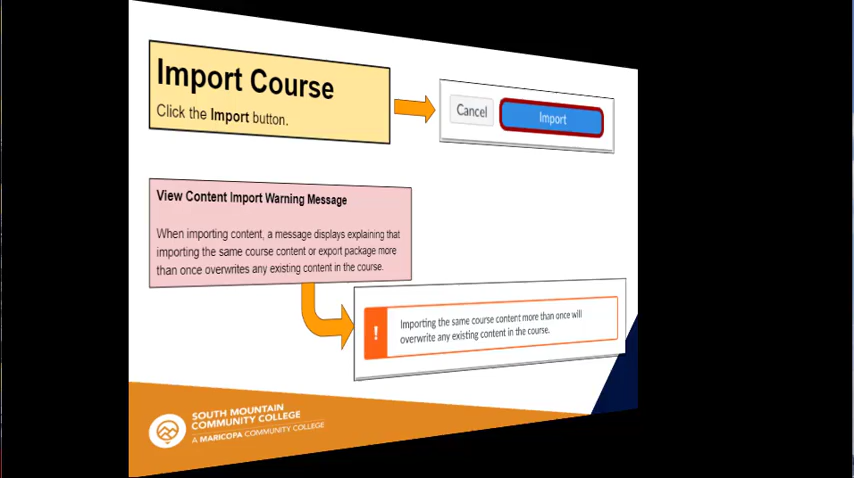 Import Course
Click the Import button.
Cancel
Import
View Content Import Warning Message
When importing content, a message displays explaining that
importing the same course content or export package more
than once overwrites any existing content in the course.
!
Importing the same course content more than once will
overwrite any existing content in the course.
SOUTH MOUNTAIN
COMMUNITY COLLEGE
A MARICOPA COMMUNITY COLLEGE